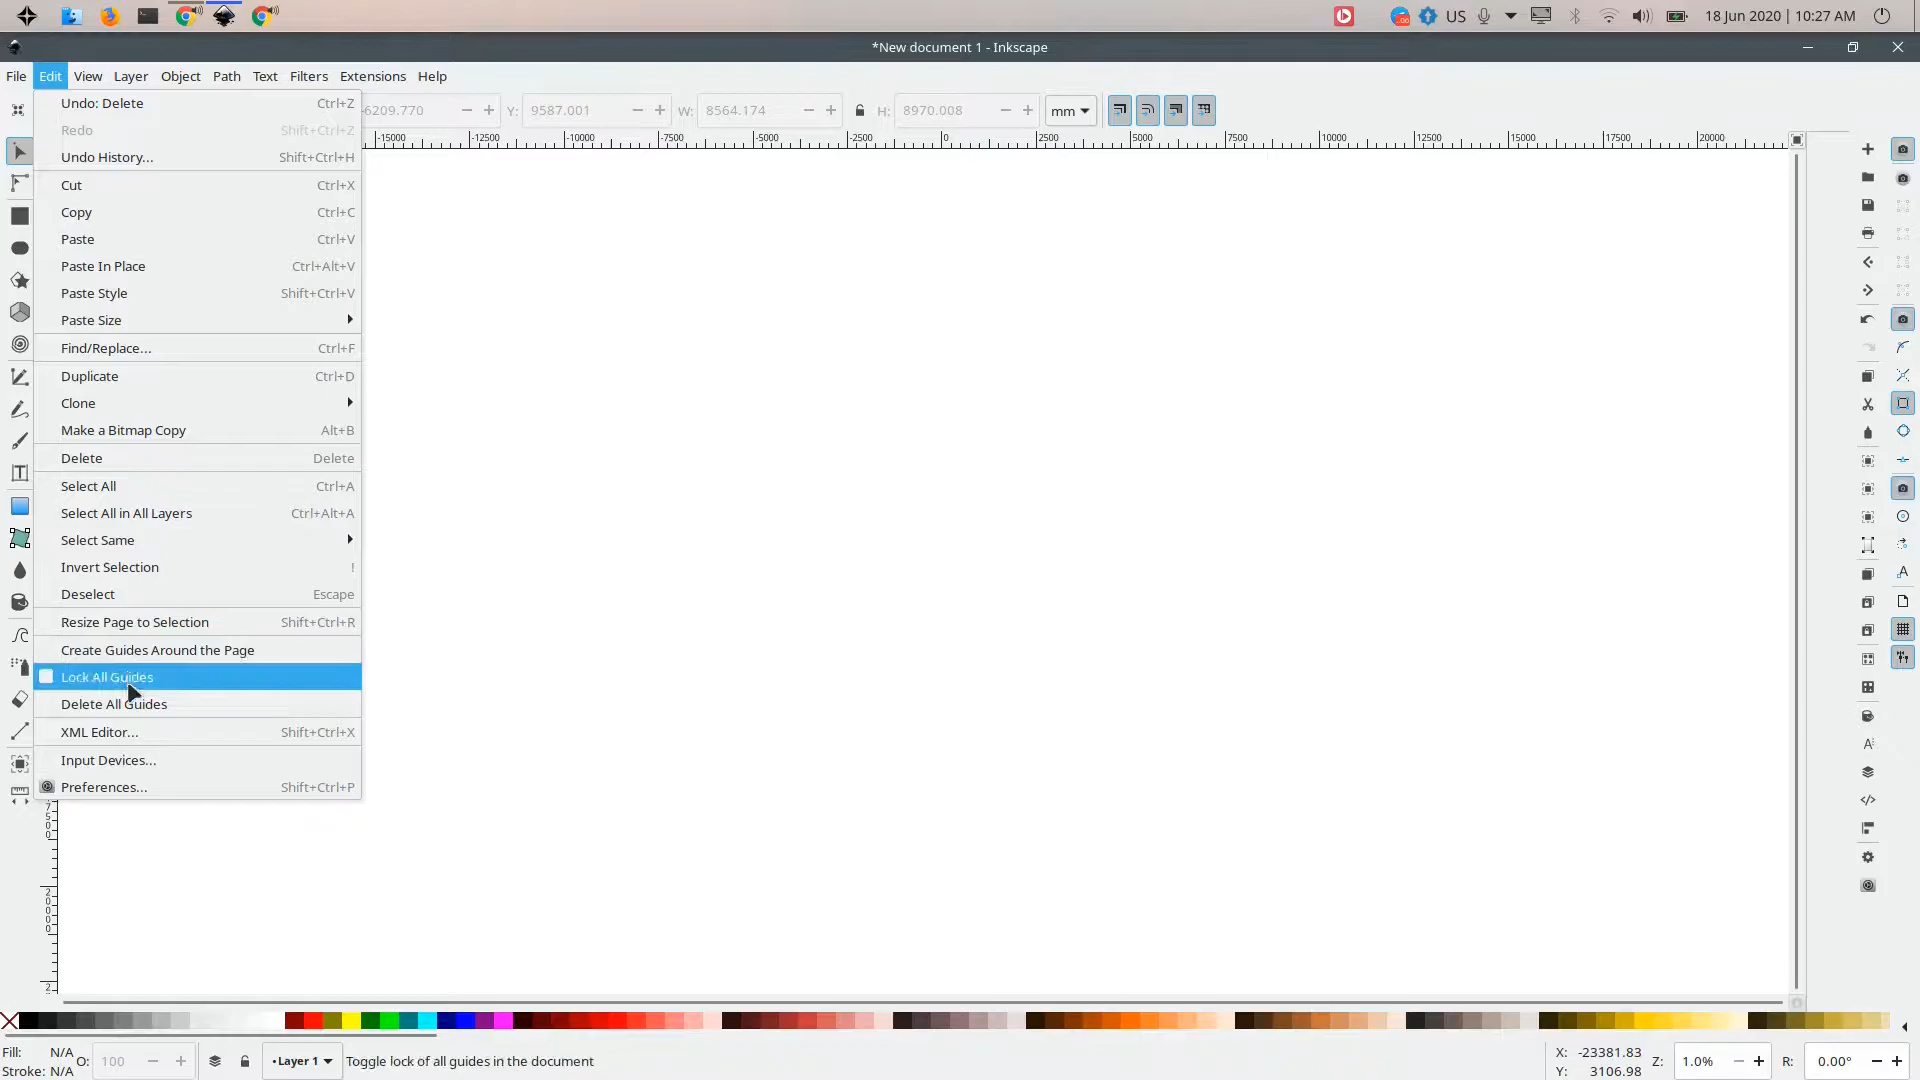 US
18 Jun 2020 | 10:27 AM
*New document 1 - Inkscape
File Edit View Layer Object Path Text Filters Extensions Help
Undo: Delete Ctrl+Z
Redo Shift+Ctrl+Z
Undo History... Shift+Ctrl+H
Cut Ctrl+X
Copy Ctrl+C
Paste Ctrl+V
Paste In Place Ctrl+Alt+V
Paste Style Shift+Ctrl+V
Paste Size
Find/Replace... Ctrl+F
Duplicate Ctrl+D
Clone
Make a Bitmap Copy Alt+B
Delete Delete
Select All Ctrl+A
Select All in All Layers Ctrl+Alt+A
Select Same
Invert Selection !
Deselect Escape
Resize Page to Selection Shift+Ctrl+R
Create Guides Around the Page
Lock All Guides
Delete All Guides
XML Editor... Shift+Ctrl+X
Input Devices...
Preferences... Shift+Ctrl+P
6209.770 Y: 9587.001 W: 8564.174 H: 8970.008 mm
-15000 -12500 -10000 -7500 -5000 -2500 0 2500 5000 7500 10000 12500 15000 17500 20000
Fill: N/A
Stroke: N/A
O: 100
•Layer 1
Toggle lock of all guides in the document
X: -23381.83
Y: 3106.98
Z: 1.0%
R: 0.00°